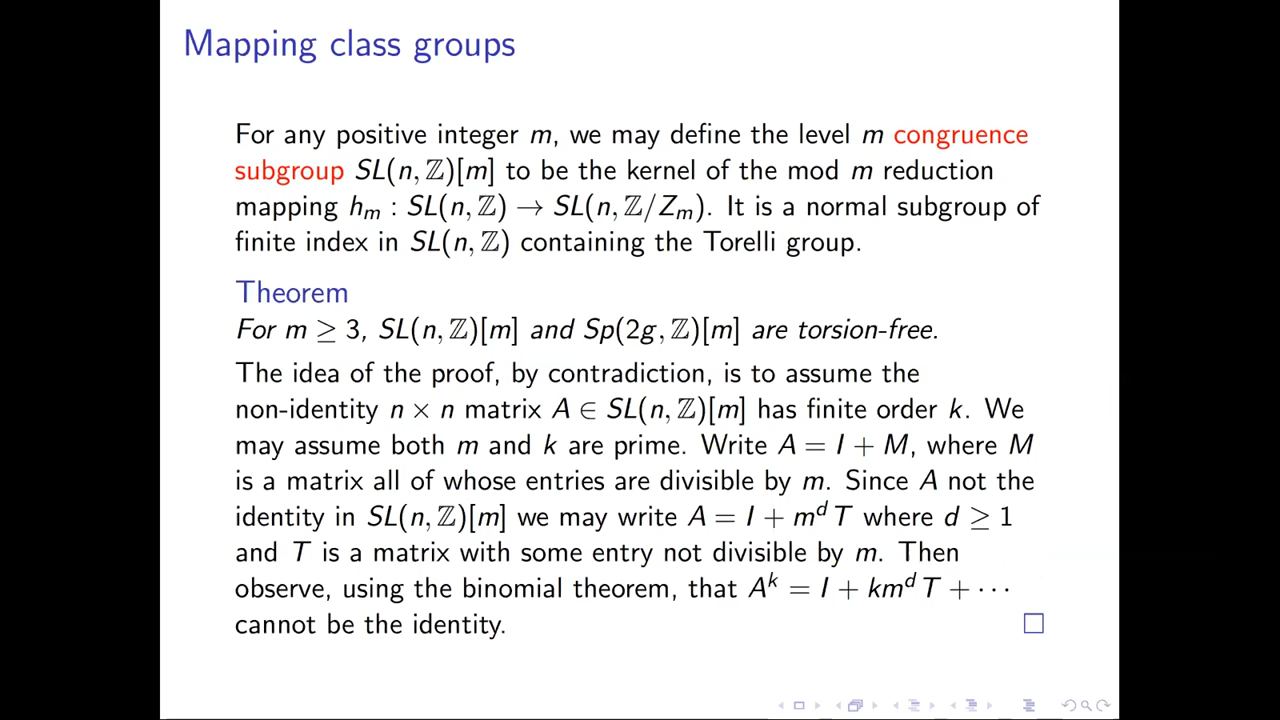 Mapping class groups
For any positive integer m, we may define the level m congruence
subgroup SL(n, ℤ)[m] to be the kernel of the mod m reduction
mapping hₘ : SL(n, ℤ) → SL(n, ℤ/Zₘ). It is a normal subgroup of
finite index in SL(n, ℤ) containing the Torelli group.
Theorem
For m ≥ 3, SL(n, ℤ)[m] and Sp(2g, ℤ)[m] are torsion-free.
The idea of the proof, by contradiction, is to assume the
non-identity n × n matrix A ∈ SL(n, ℤ)[m] has finite order k. We
may assume both m and k are prime. Write A = I + M, where M
is a matrix all of whose entries are divisible by m. Since A not the
identity in SL(n, ℤ)[m] we may write A = I + mᵈ T where d ≥ 1
and T is a matrix with some entry not divisible by m. Then
observe, using the binomial theorem, that Aᵏ = I + kmᵈ T + ⋯
cannot be the identity. □